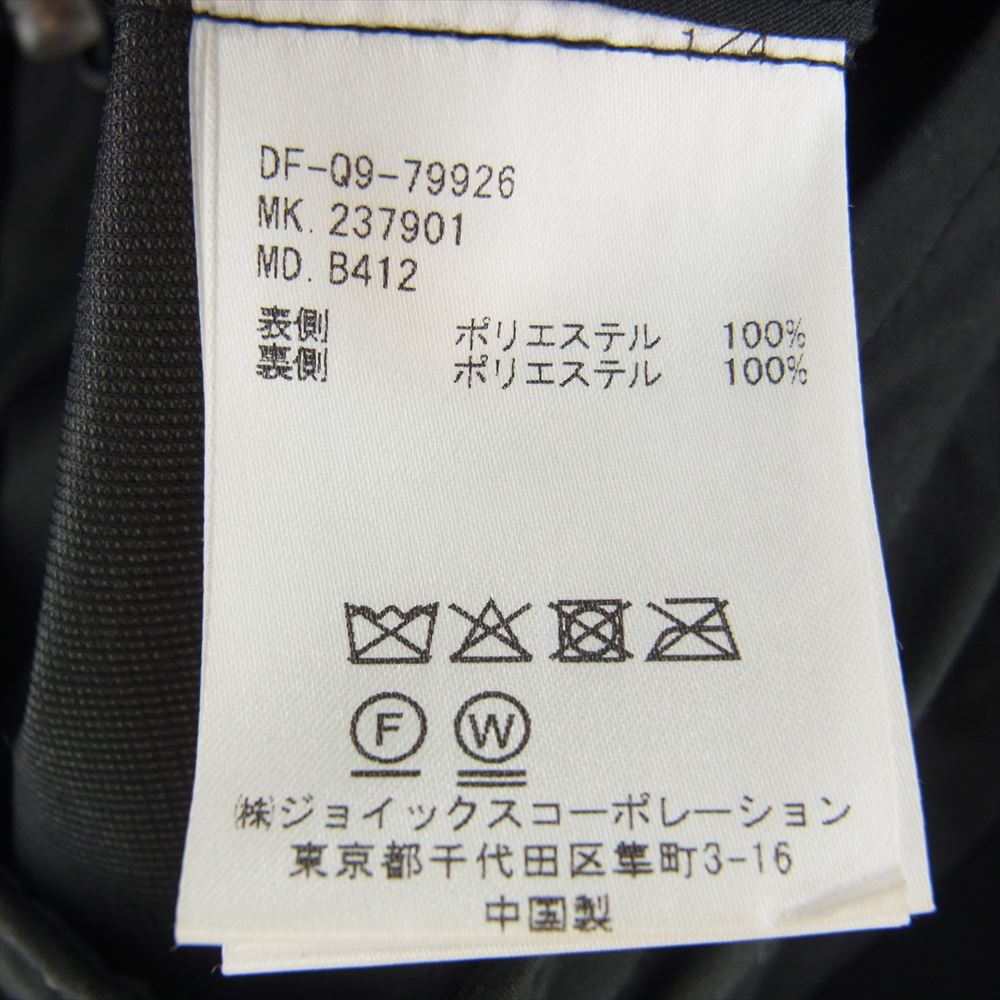 1/4
DF-Q9-79926
MK. 237901
MD. B412
表側 ポリエステル 100%
裏側 ポリエステル 100%
F W
㈱ジョイックスコーポレーション
東京都千代田区隼町3-16
中国製